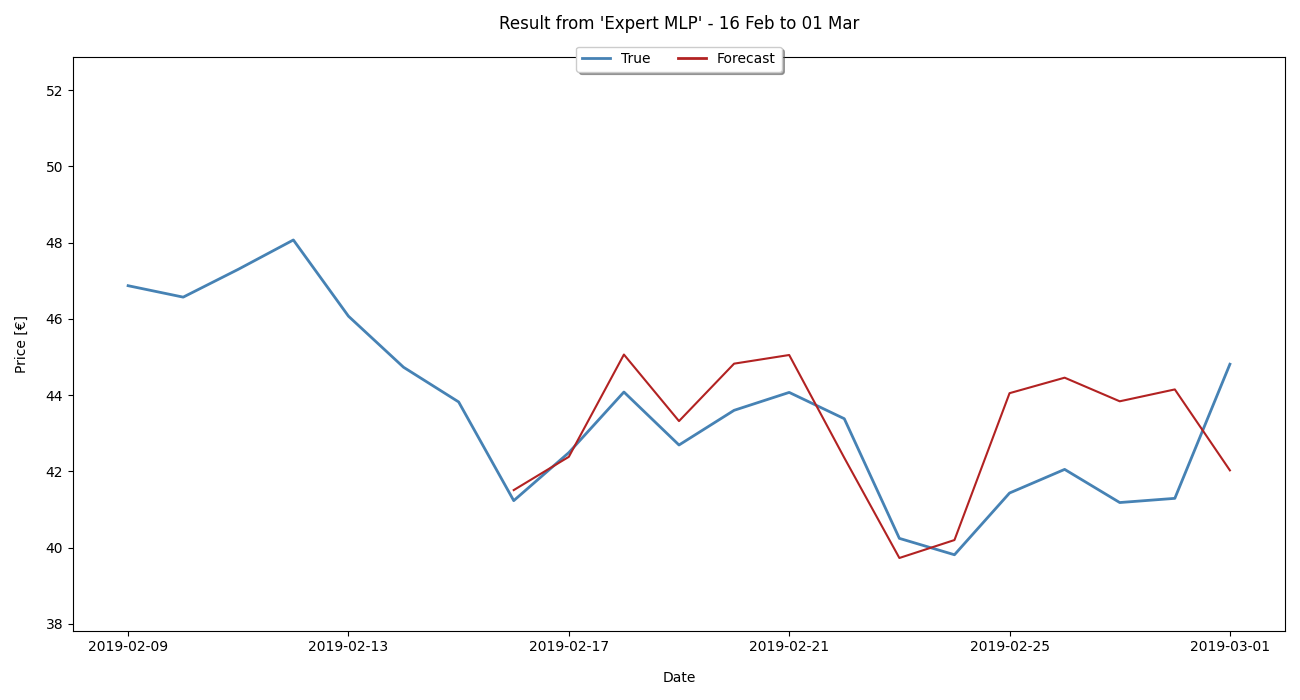 Result from 'Expert MLP' - 16 Feb to 01 Mar
True Forecast
52
50
48
46
44
42
40
38
Price [€]
2019-02-09 2019-02-13 2019-02-17 2019-02-21 2019-02-25 2019-03-01
Date